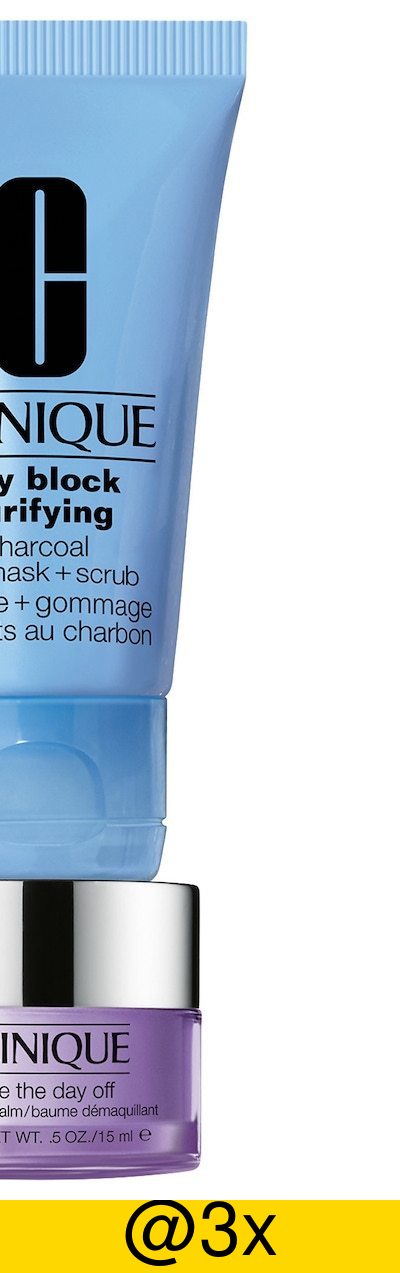 C
NIQUE
y block
rifying
harcoal
mask + scrub
e + gommage
ts au charbon
INIQUE
e the day off
alm/baume démaquillant
T WT. .5 OZ./15 ml e
@3x